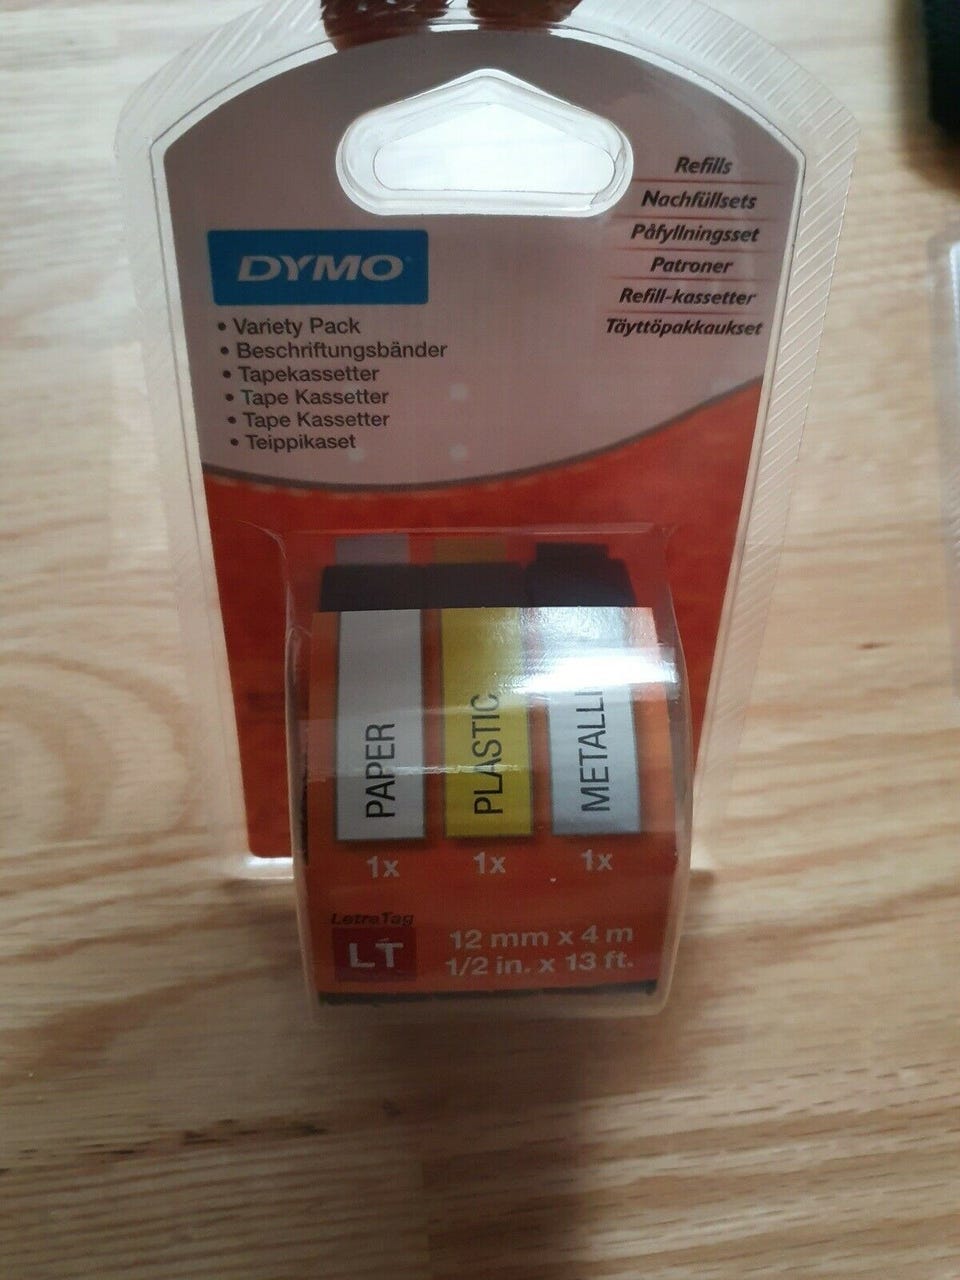 Refills
Nachfüllsets
Påfyllningsset
Patroner
Refill-kassetter
Täyttöpakkaukset
DYMO
• Variety Pack
• Beschriftungsbänder
• Tapekassetter
• Tape Kassetter
• Tape Kassetter
• Teippikaset
PAPER
PLASTIC
METALLI
1x
1x
1x
LetraTag
LT
12 mm x 4 m
1/2 in. x 13 ft.